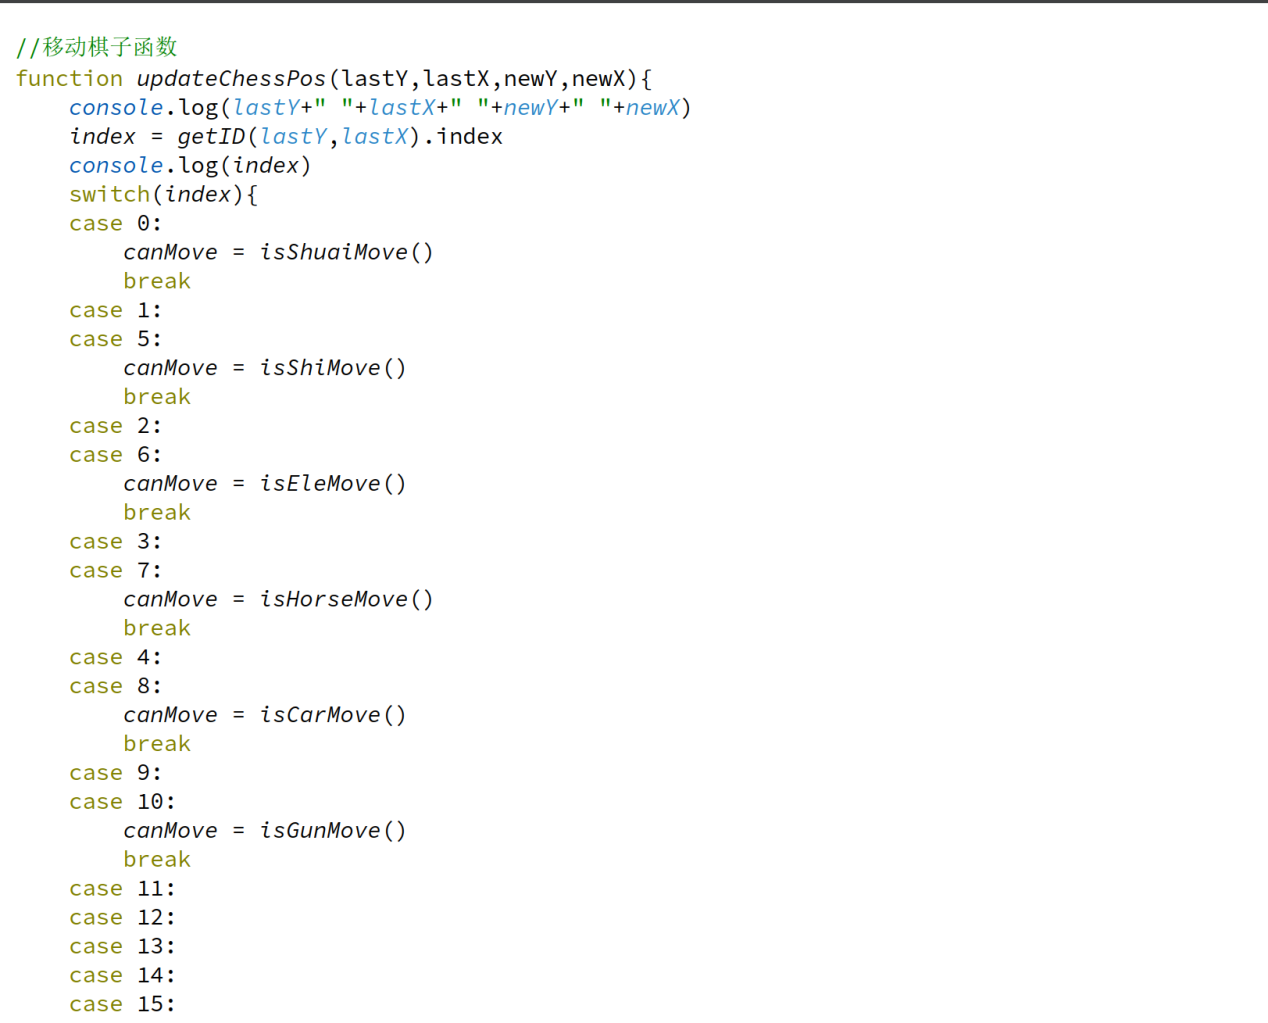 //移动棋子函数
function updateChessPos(lastY,lastX,newY,newX){
console.log(lastY+" "+lastX+" "+newY+" "+newX)
index = getID(lastY,lastX).index
console.log(index)
switch(index){
case 0:
canMove = isShuaiMove()
break
case 1:
case 5:
canMove = isShiMove()
break
case 2:
case 6:
canMove = isEleMove()
break
case 3:
case 7:
canMove = isHorseMove()
break
case 4:
case 8:
canMove = isCarMove()
break
case 9:
case 10:
canMove = isGunMove()
break
case 11:
case 12:
case 13:
case 14:
case 15: